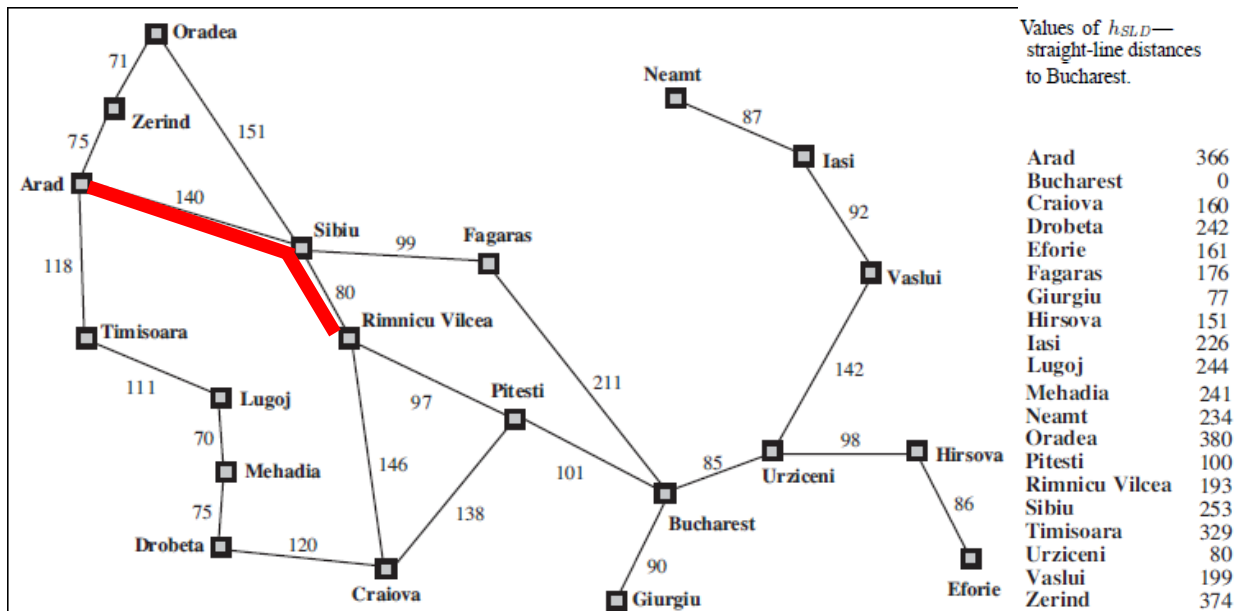 Oradea
71
Neamt
87
Zerind
151
75
Iasi
Arad
140
92
Sibiu
Fagaras
99
118
80
Vaslui
Rimnicu Vilcea
Timisoara
142
111
211
Pitesti
Lugoj
97
70
98
Hirsova
146
85
Urziceni
Mehadia
101
86
75
138
Bucharest
Drobeta
120
90
Craiova
Eforie
Giurgiu
Values of hSLD—
straight-line distances
to Bucharest.
Arad 366
Bucharest 0
Craiova 160
Drobeta 242
Eforie 161
Fagaras 176
Giurgiu 77
Hirsova 151
Iasi 226
Lugoj 244
Mehadia 241
Neamt 234
Oradea 380
Pitesti 100
Rimnicu Vilcea 193
Sibiu 253
Timisoara 329
Urziceni 80
Vaslui 199
Zerind 374